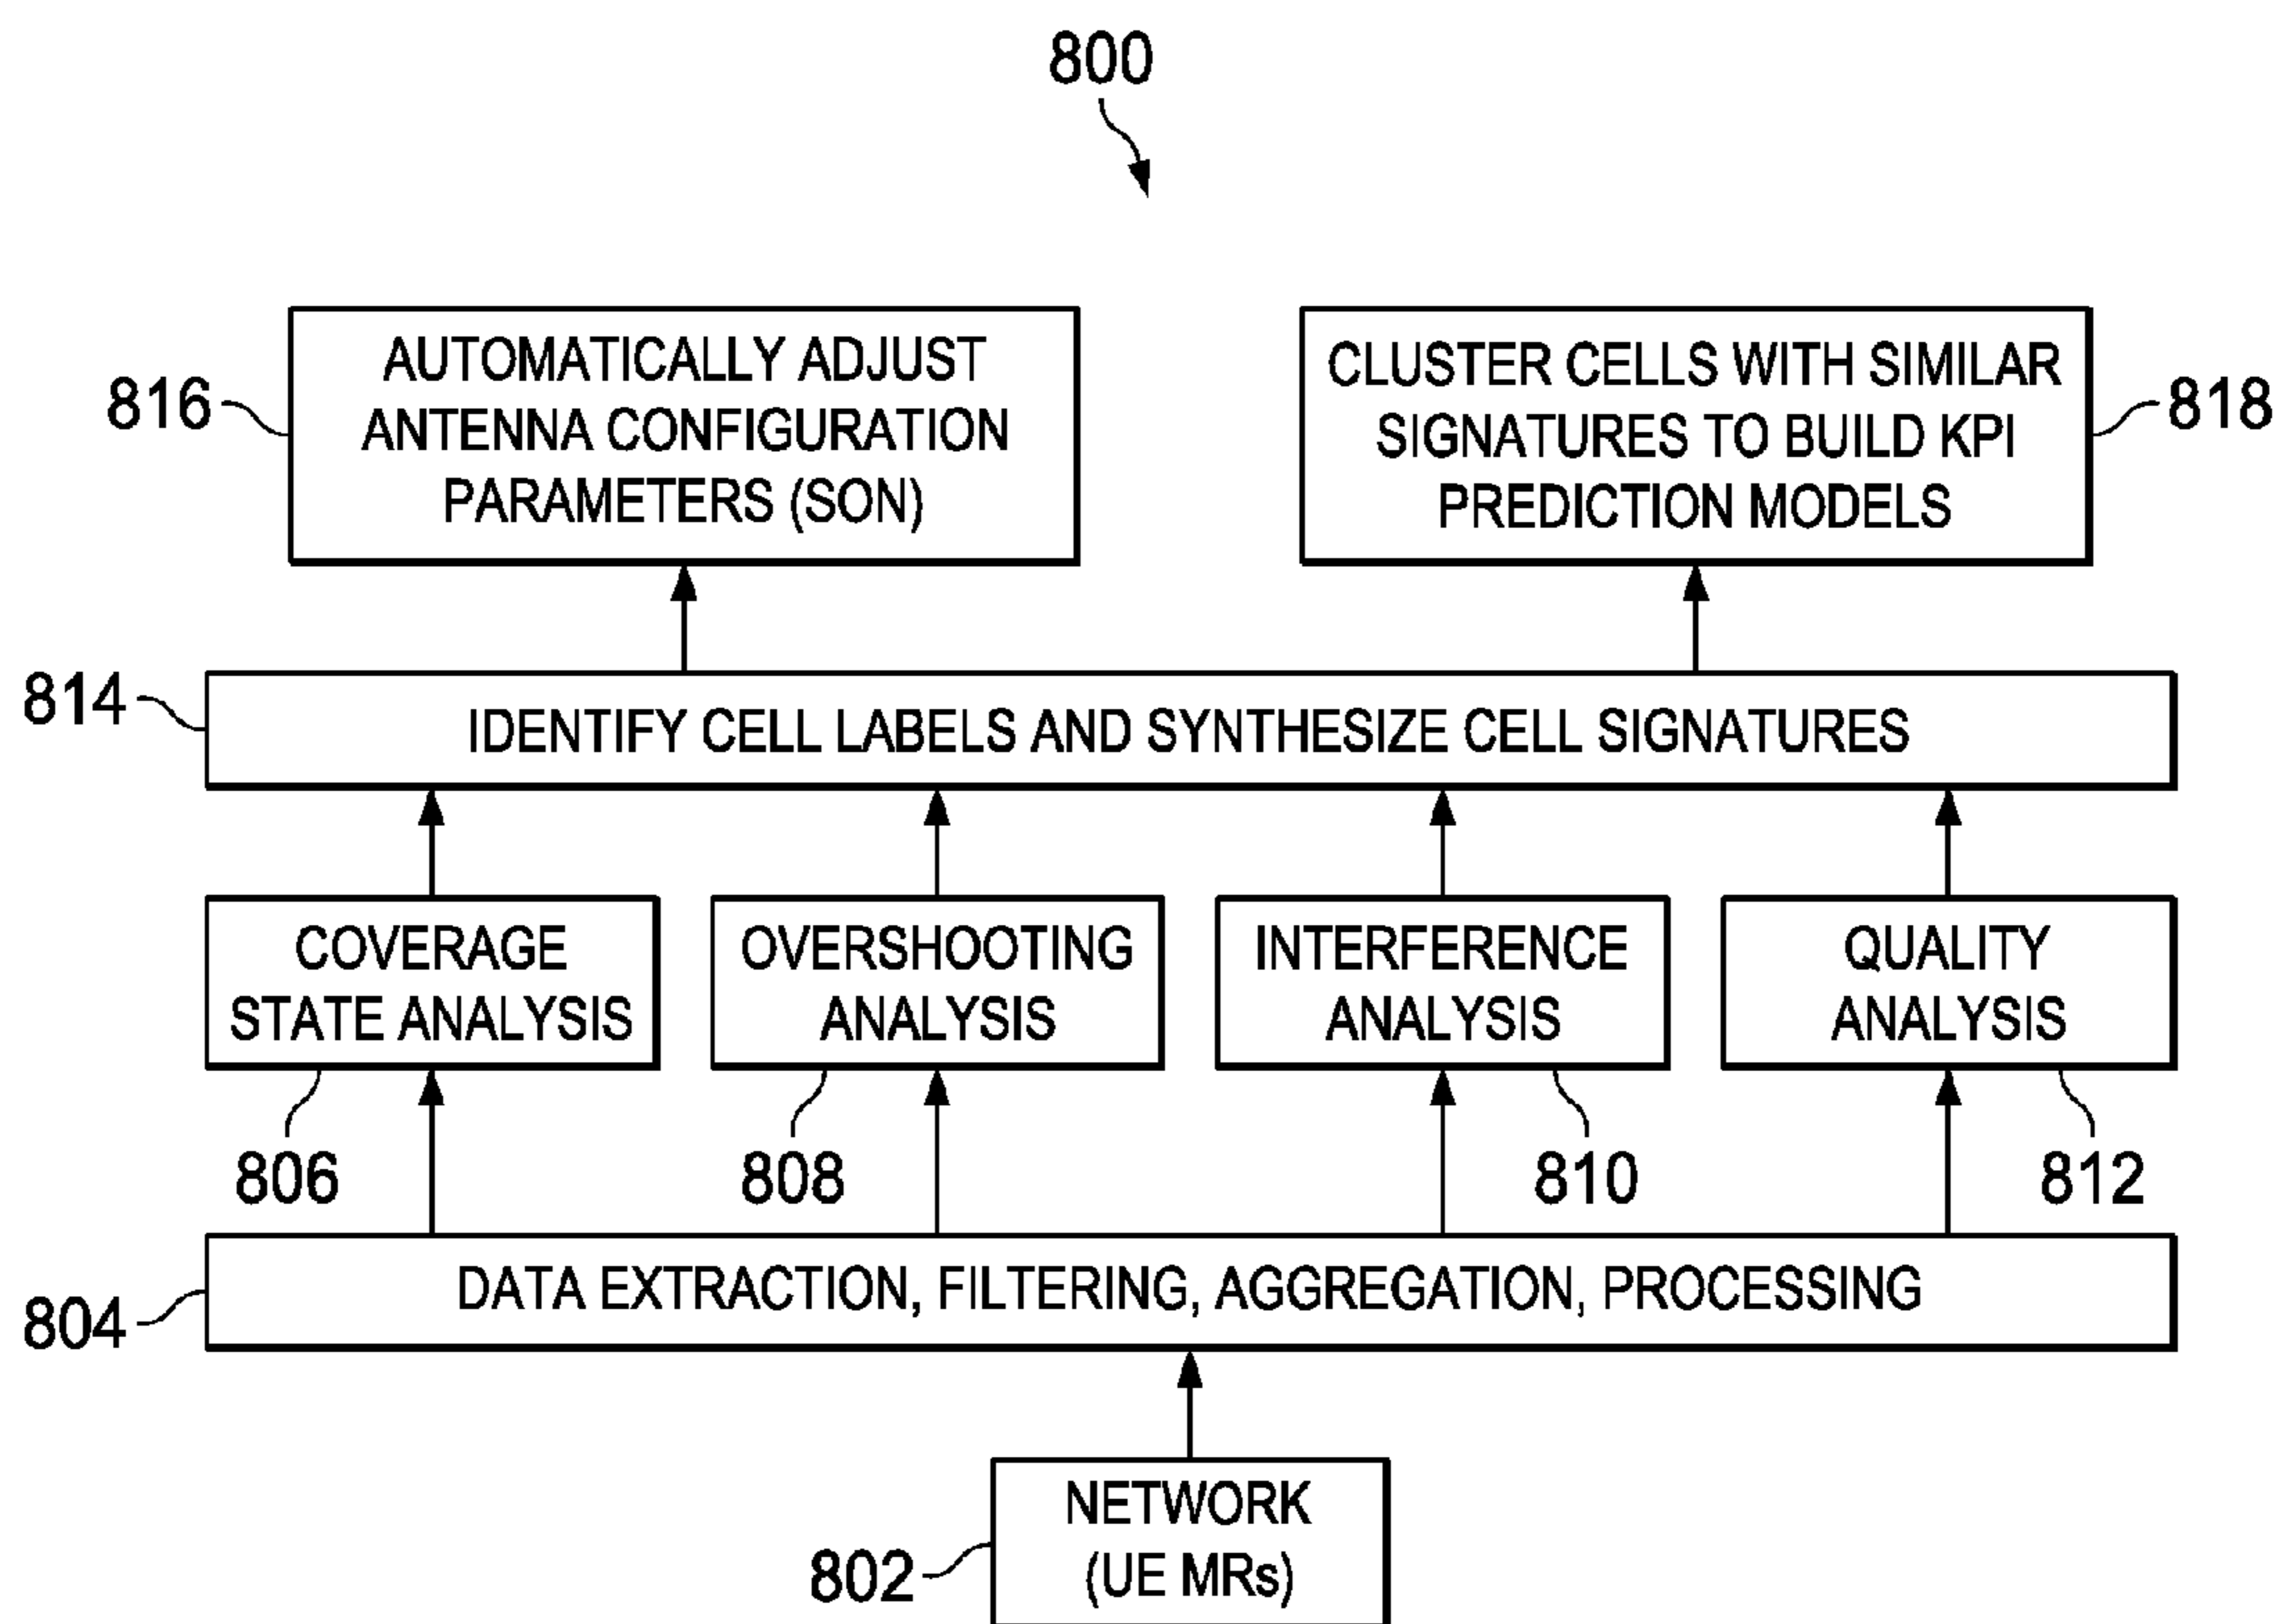 800
816
AUTOMATICALLY ADJUST
ANTENNA CONFIGURATION
PARAMETERS (SON)
CLUSTER CELLS WITH SIMILAR
SIGNATURES TO BUILD KPI
PREDICTION MODELS
818
814
IDENTIFY CELL LABELS AND SYNTHESIZE CELL SIGNATURES
COVERAGE
STATE ANALYSIS
OVERSHOOTING
ANALYSIS
INTERFERENCE
ANALYSIS
QUALITY
ANALYSIS
806
808
810
812
804
DATA EXTRACTION, FILTERING, AGGREGATION, PROCESSING
802
NETWORK
(UE MRs)